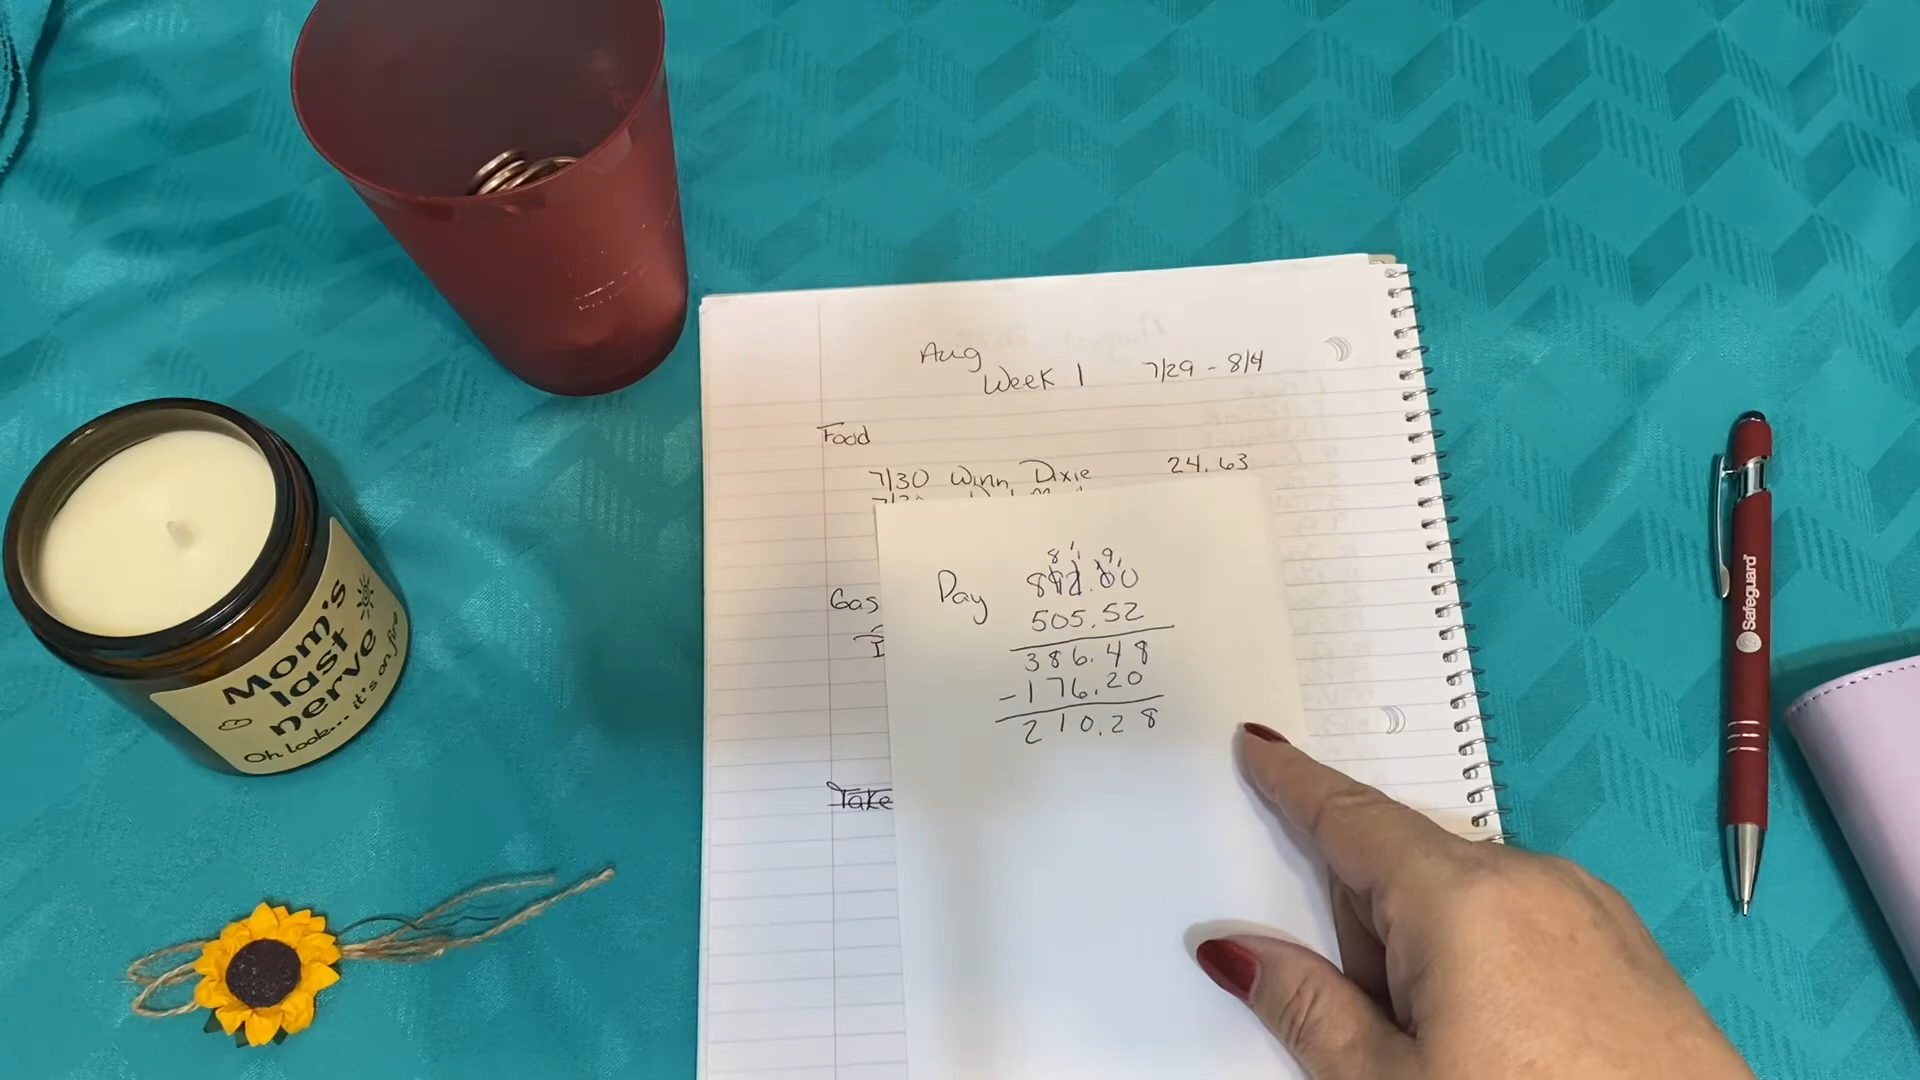 Aug
Week 1 7/29 - 8/4
Food
7/30 Winn Dixie 24.63
Gas
Take
Pay 892.00
505.52
386.48
-176.20
210.28
Mom's
last
nerve
Oh look... it's on fire
Safeguard